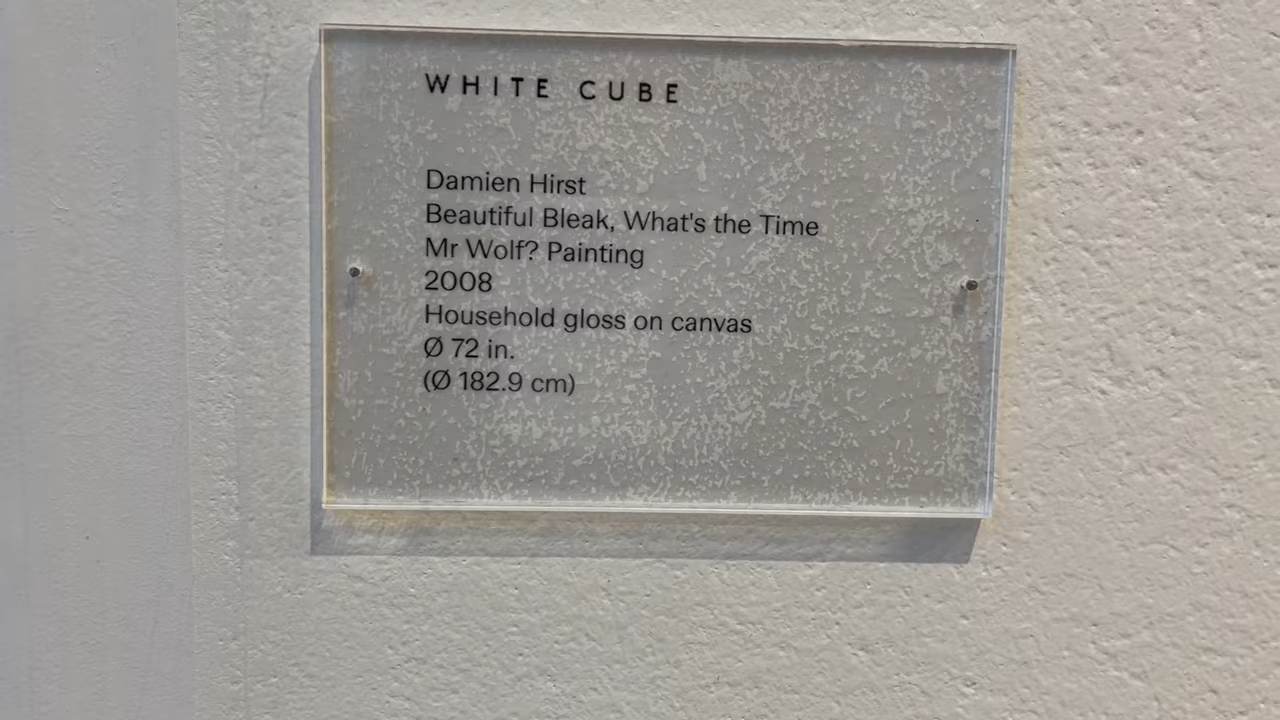 WHITE CUBE
Damien Hirst
Beautiful Bleak, What's the Time
Mr Wolf? Painting
2008
Household gloss on canvas
Ø 72 in.
(Ø 182.9 cm)